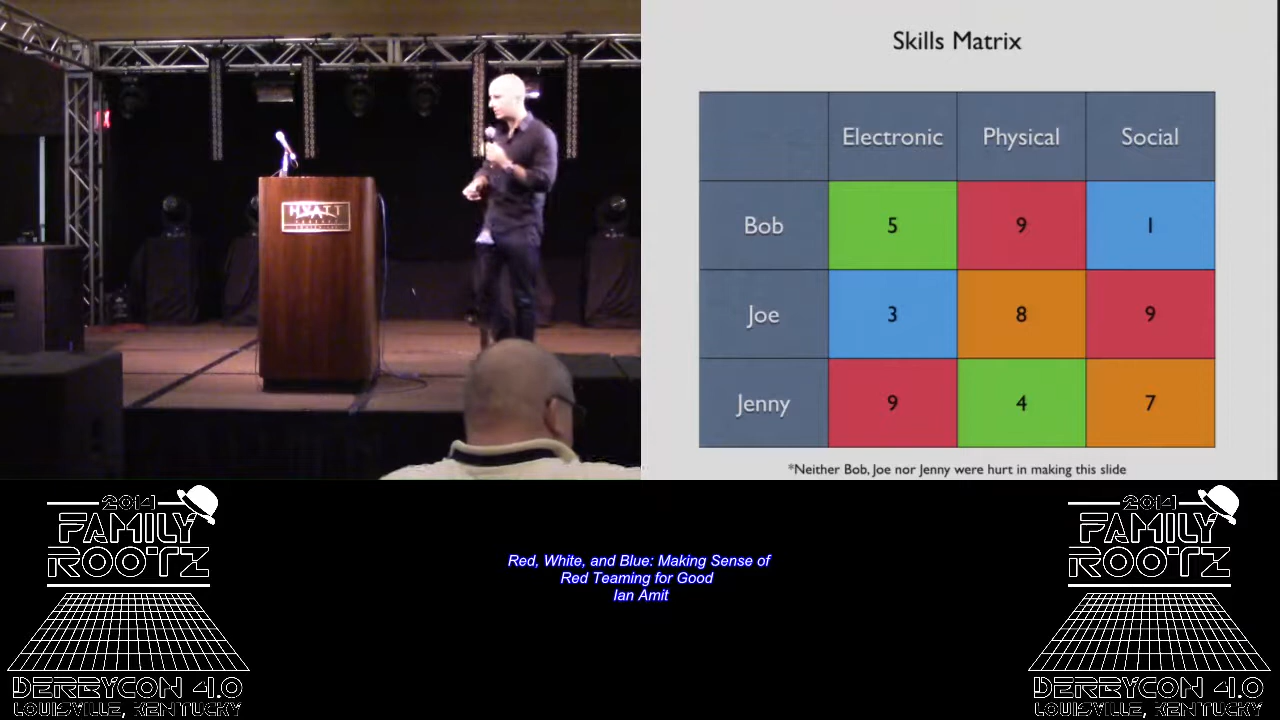 Skills Matrix
Electronic Physical Social
Bob 5 9 1
Joe 3 8 9
Jenny 9 4 7
*Neither Bob, Joe nor Jenny were hurt in making this slide
HYATT
2014
FAMILY
ROOTZ
DERBYCON 4.0
LOUISVILLE, KENTUCKY
Red, White, and Blue: Making Sense of
Red Teaming for Good
Ian Amit
2014
FAMILY
ROOTZ
DERBYCON 4.0
LOUISVILLE, KENTUCKY